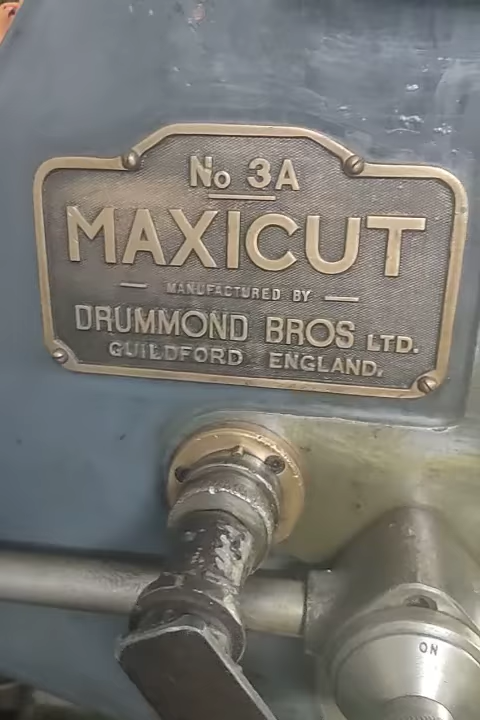 No 3A
MAXICUT
MANUFACTURED BY
DRUMMOND BROS LTD.
GUILDFORD ENGLAND.
ON